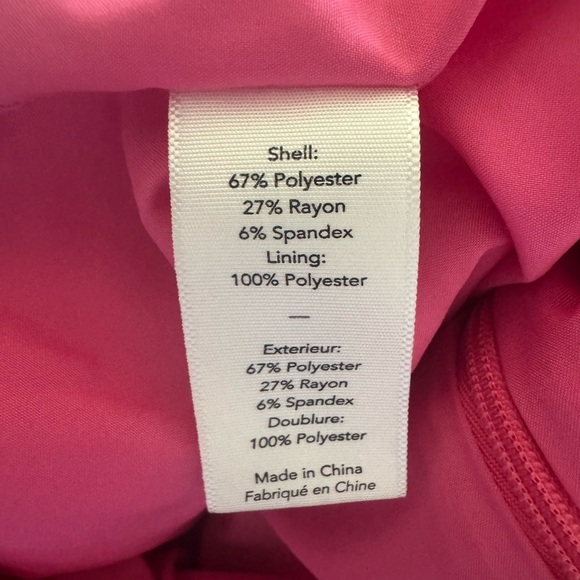 Shell:
67% Polyester
27% Rayon
6% Spandex
Lining:
100% Polyester
—
Exterieur:
67% Polyester
27% Rayon
6% Spandex
Doublure:
100% Polyester
Made in China
Fabriqué en Chine